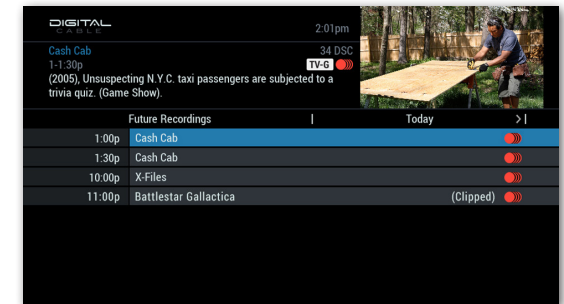 DIGITAL
CABLE
2:01pm
Cash Cab 34 DSC
1-1:30p TV-G
(2005), Unsuspecting N.Y.C. taxi passengers are subjected to a
trivia quiz. (Game Show).
Future Recordings | Today >|
1:00p Cash Cab
1:30p Cash Cab
10:00p X-Files
11:00p Battlestar Gallactica (Clipped)